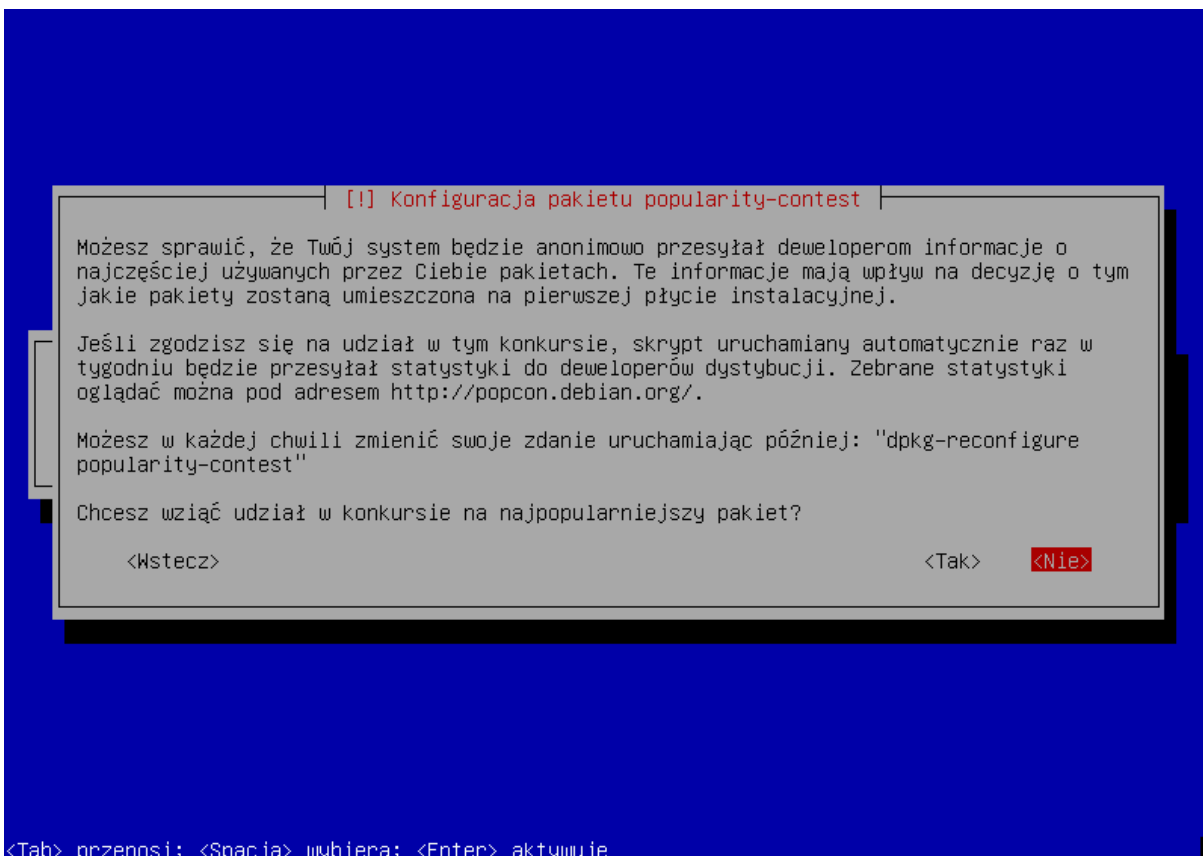 [!] Konfiguracja pakietu popularity-contest
Możesz sprawić, że Twój system będzie anonimowo przesyłał deweloperom informacje o
najczęściej używanych przez Ciebie pakietach. Te informacje mają wpływ na decyzję o tym
jakie pakiety zostaną umieszczona na pierwszej płycie instalacyjnej.
Jeśli zgodzisz się na udział w tym konkursie, skrypt uruchamiany automatycznie raz w
tygodniu będzie przesyłał statystyki do deweloperów dystybucji. Zebrane statystyki
oglądać można pod adresem http://popcon.debian.org/.
Możesz w każdej chwili zmienić swoje zdanie uruchamiając później: "dpkg-reconfigure
popularity-contest"
Chcesz wziąć udział w konkursie na najpopularniejszy pakiet?
<Wstecz> <Tak> <Nie>
<Tab> przenosi; <Spacja> wybiera; <Enter> aktywuje